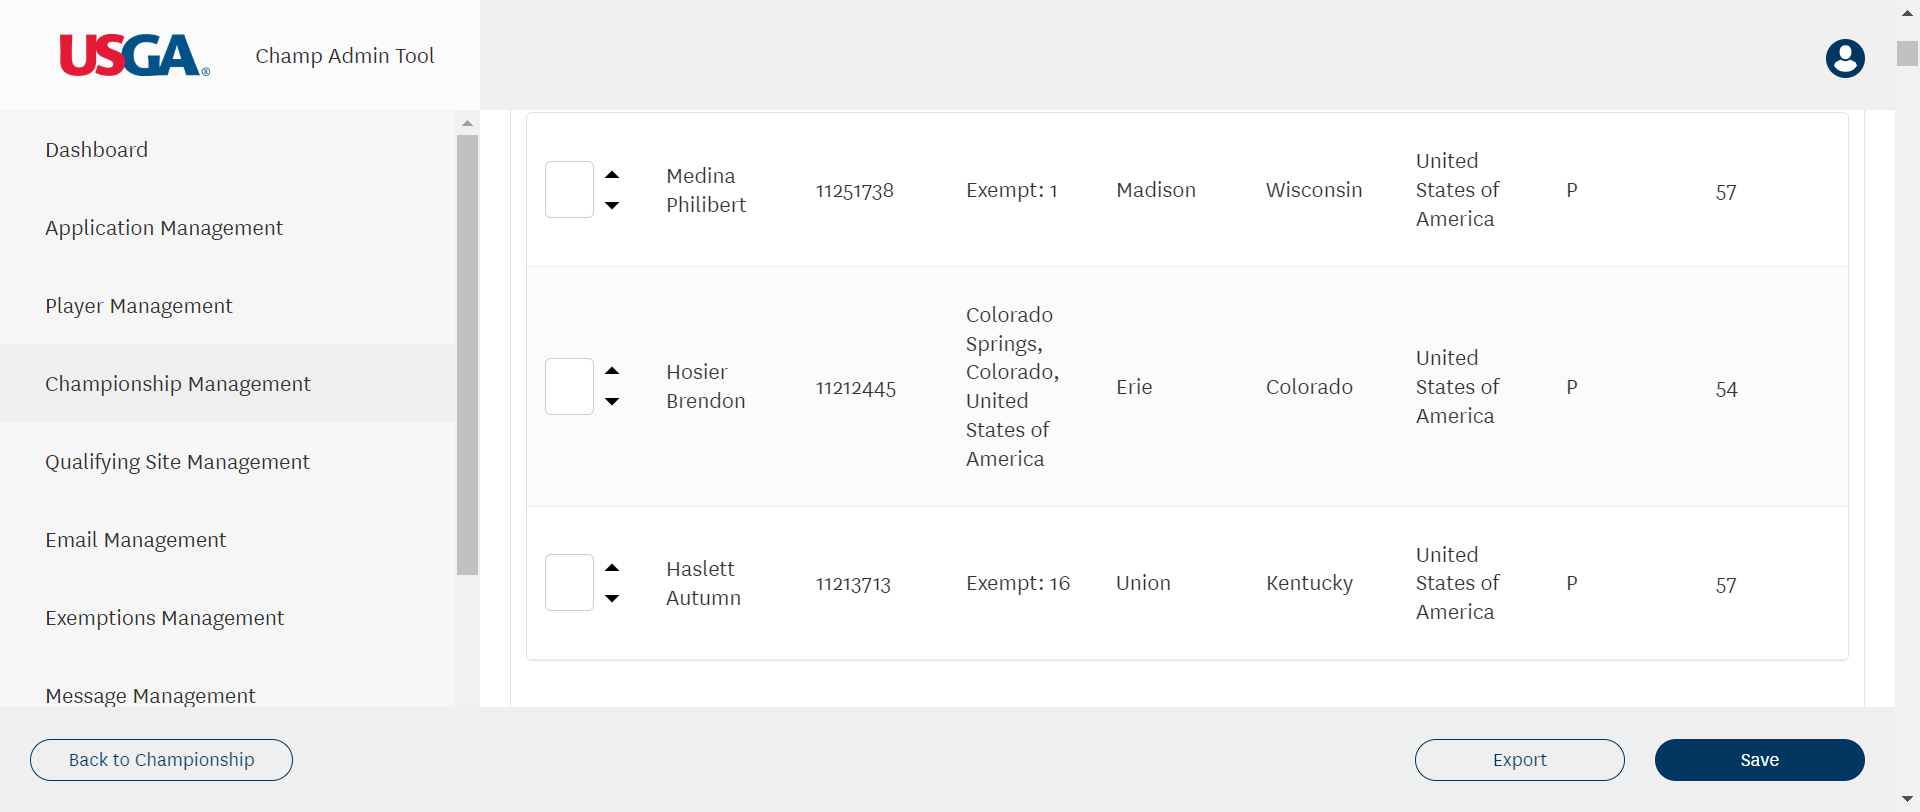 USGA®
Champ Admin Tool
Dashboard
Application Management
Player Management
Championship Management
Qualifying Site Management
Email Management
Exemptions Management
Message Management
Medina
Philibert
11251738
Exempt: 1
Madison
Wisconsin
United
States of
America
P
57
Hosier
Brendon
11212445
Colorado
Springs,
Colorado,
United
States of
America
Erie
Colorado
United
States of
America
P
54
Haslett
Autumn
11213713
Exempt: 16
Union
Kentucky
United
States of
America
P
57
Back to Championship
Export
Save